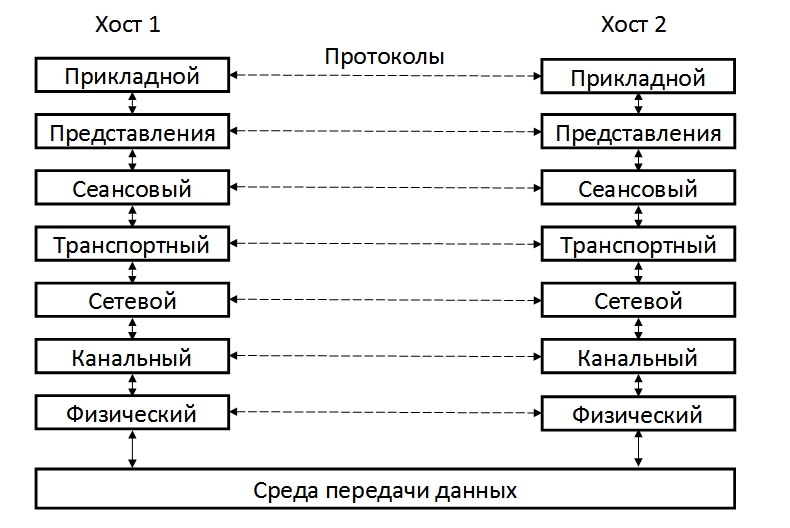 Хост 1
Хост 2
Протоколы
Прикладной
Прикладной
Представления
Представления
Сеансовый
Сеансовый
Транспортный
Транспортный
Сетевой
Сетевой
Канальный
Канальный
Физический
Физический
Среда передачи данных